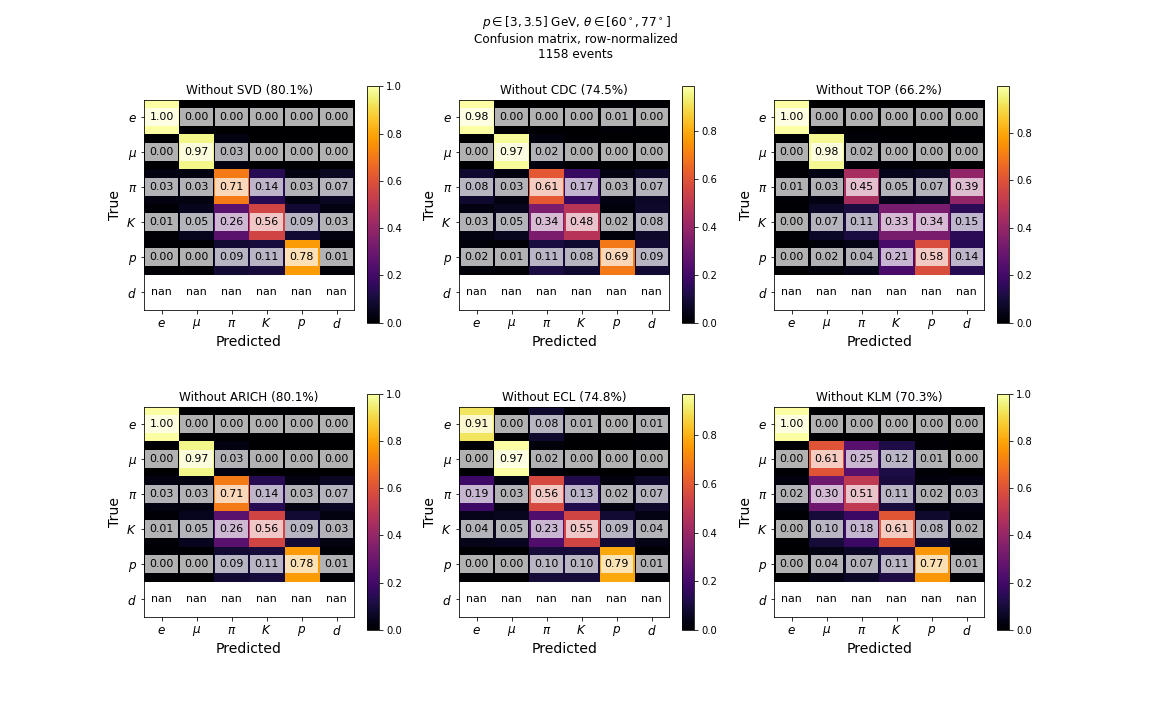 p ∈ [3, 3.5] GeV, θ ∈ [60°, 77°]
Confusion matrix, row-normalized
1158 events
Without SVD (80.1%)
True
e 1.00 0.00 0.00 0.00 0.00 0.00
μ 0.00 0.97 0.03 0.00 0.00 0.00
π 0.03 0.03 0.71 0.14 0.03 0.07
K 0.01 0.05 0.26 0.56 0.09 0.03
p 0.00 0.00 0.09 0.11 0.78 0.01
d nan nan nan nan nan nan
e μ π K p d
Predicted
1.0
0.8
0.6
0.4
0.2
0.0
Without CDC (74.5%)
True
e 0.98 0.00 0.00 0.00 0.01 0.00
μ 0.00 0.97 0.02 0.00 0.00 0.00
π 0.08 0.03 0.61 0.17 0.03 0.07
K 0.03 0.05 0.34 0.48 0.02 0.08
p 0.02 0.01 0.11 0.08 0.69 0.09
d nan nan nan nan nan nan
e μ π K p d
Predicted
0.8
0.6
0.4
0.2
0.0
Without TOP (66.2%)
True
e 1.00 0.00 0.00 0.00 0.00 0.00
μ 0.00 0.98 0.02 0.00 0.00 0.00
π 0.01 0.03 0.45 0.05 0.07 0.39
K 0.00 0.07 0.11 0.33 0.34 0.15
p 0.00 0.02 0.04 0.21 0.58 0.14
d nan nan nan nan nan nan
e μ π K p d
Predicted
0.8
0.6
0.4
0.2
0.0
Without ARICH (80.1%)
True
e 1.00 0.00 0.00 0.00 0.00 0.00
μ 0.00 0.97 0.03 0.00 0.00 0.00
π 0.03 0.03 0.71 0.14 0.03 0.07
K 0.01 0.05 0.26 0.56 0.09 0.03
p 0.00 0.00 0.09 0.11 0.78 0.01
d nan nan nan nan nan nan
e μ π K p d
Predicted
1.0
0.8
0.6
0.4
0.2
0.0
Without ECL (74.8%)
True
e 0.91 0.00 0.08 0.01 0.00 0.01
μ 0.00 0.97 0.02 0.00 0.00 0.00
π 0.19 0.03 0.56 0.13 0.02 0.07
K 0.04 0.05 0.23 0.55 0.09 0.04
p 0.00 0.00 0.10 0.10 0.79 0.01
d nan nan nan nan nan nan
e μ π K p d
Predicted
0.8
0.6
0.4
0.2
0.0
Without KLM (70.3%)
True
e 1.00 0.00 0.00 0.00 0.00 0.00
μ 0.00 0.61 0.25 0.12 0.01 0.00
π 0.02 0.30 0.51 0.11 0.02 0.03
K 0.00 0.10 0.18 0.61 0.08 0.02
p 0.00 0.04 0.07 0.11 0.77 0.01
d nan nan nan nan nan nan
e μ π K p d
Predicted
1.0
0.8
0.6
0.4
0.2
0.0